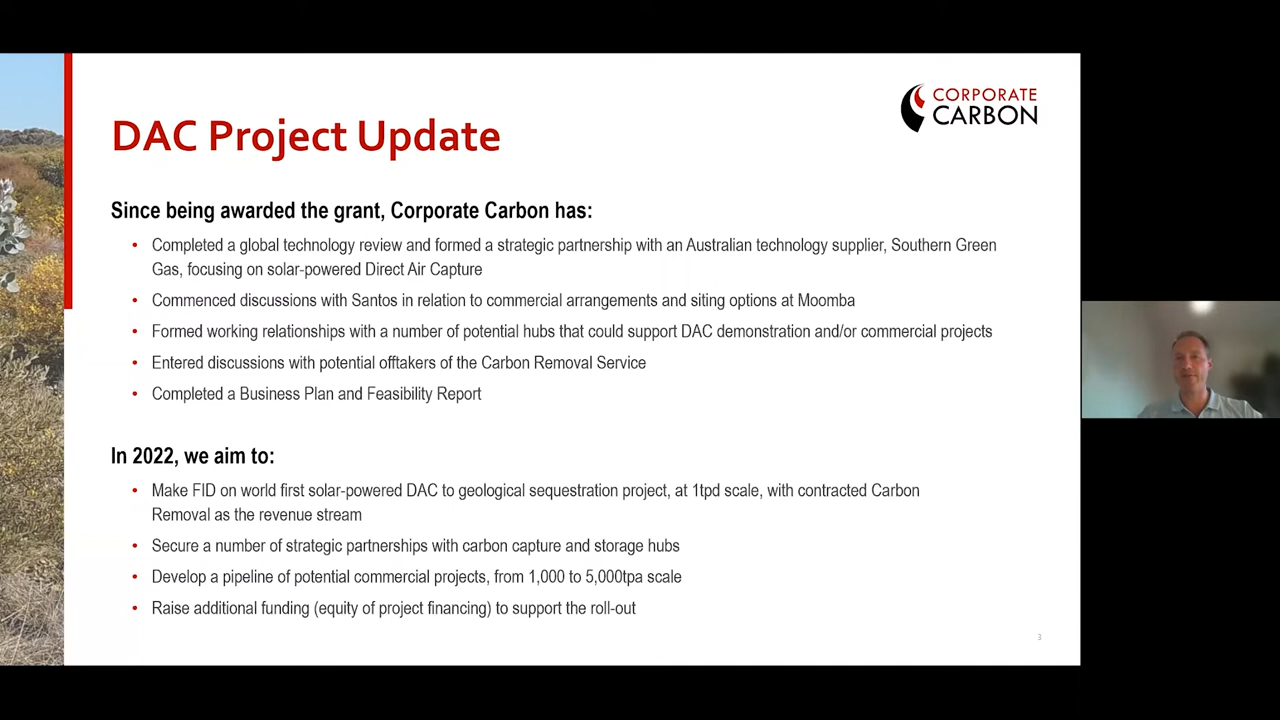 CORPORATE
CARBON
DAC Project Update
Since being awarded the grant, Corporate Carbon has:
• Completed a global technology review and formed a strategic partnership with an Australian technology supplier, Southern Green
Gas, focusing on solar-powered Direct Air Capture
• Commenced discussions with Santos in relation to commercial arrangements and siting options at Moomba
• Formed working relationships with a number of potential hubs that could support DAC demonstration and/or commercial projects
• Entered discussions with potential offtakers of the Carbon Removal Service
• Completed a Business Plan and Feasibility Report
In 2022, we aim to:
• Make FID on world first solar-powered DAC to geological sequestration project, at 1tpd scale, with contracted Carbon
Removal as the revenue stream
• Secure a number of strategic partnerships with carbon capture and storage hubs
• Develop a pipeline of potential commercial projects, from 1,000 to 5,000tpa scale
• Raise additional funding (equity of project financing) to support the roll-out
3